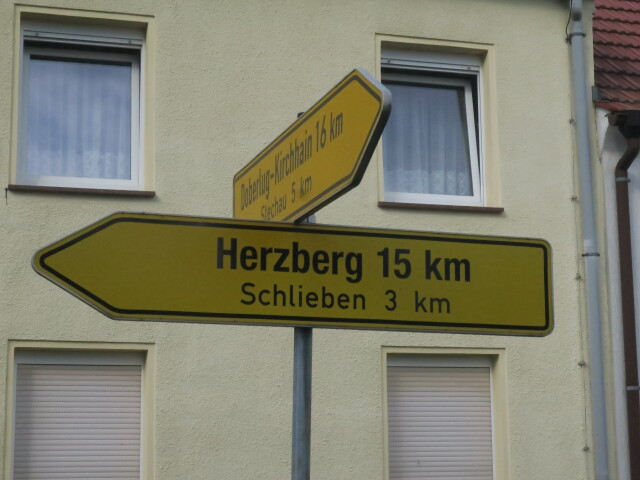 Doberlug-Kirchhain 16 km
Stechau 5 km
Herzberg 15 km
Schlieben 3 km